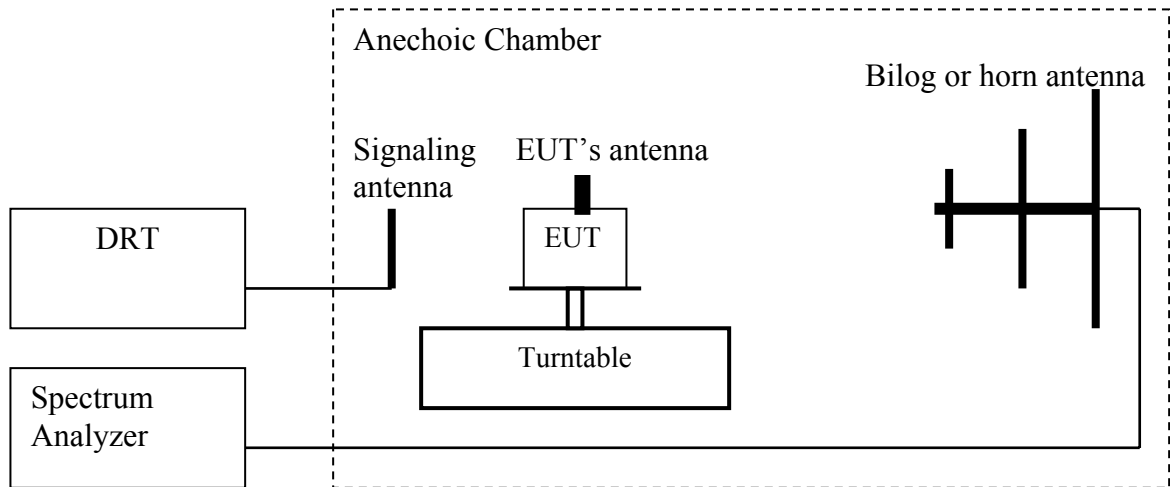 Anechoic Chamber
Bilog or horn antenna
Signaling
antenna
EUT’s antenna
DRT
EUT
Turntable
Spectrum
Analyzer